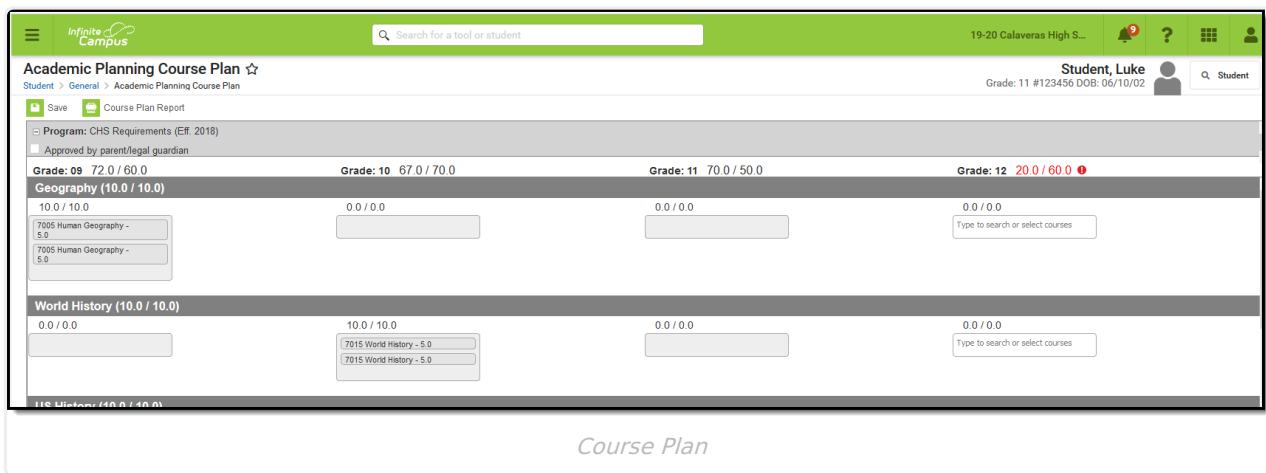 Infinite
Campus
Search for a tool or student
19-20 Calaveras High S...
9
?
Academic Planning Course Plan
Student > General > Academic Planning Course Plan
Student, Luke
Grade: 11 #123456 DOB: 06/10/02
Student
Save
Course Plan Report
Program: CHS Requirements (Eff. 2018)
Approved by parent/legal guardian
Grade: 09 72.0 / 60.0 Grade: 10 67.0 / 70.0 Grade: 11 70.0 / 50.0 Grade: 12 20.0 / 60.0
Geography (10.0 / 10.0)
10.0 / 10.0 0.0 / 0.0 0.0 / 0.0 0.0 / 0.0
7005 Human Geography -
5.0
7005 Human Geography -
5.0
Type to search or select courses
World History (10.0 / 10.0)
0.0 / 0.0 10.0 / 10.0 0.0 / 0.0 0.0 / 0.0
7015 World History - 5.0
7015 World History - 5.0
Type to search or select courses
US History (10.0 / 10.0)
Course Plan